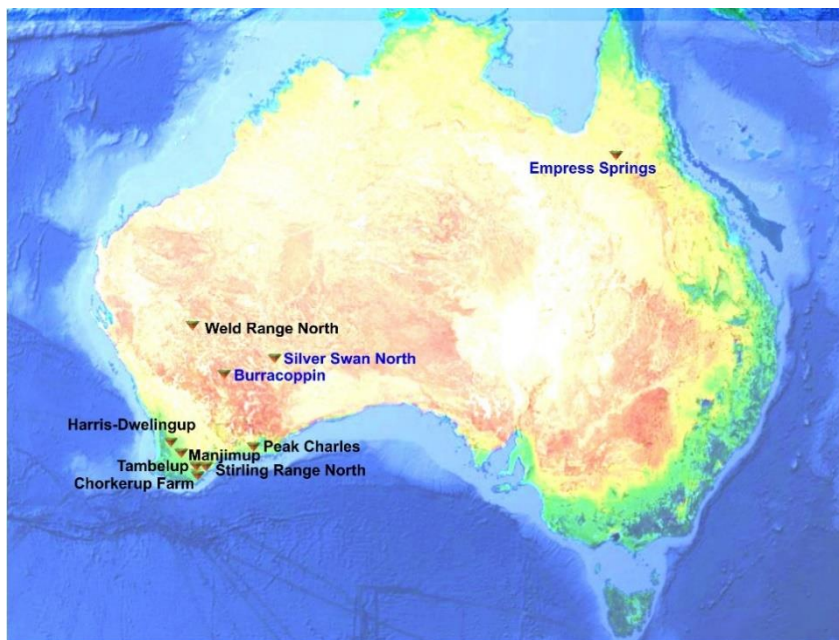 Empress Springs
Weld Range North
Silver Swan North
Burracoppin
Harris-Dwelingup
Peak Charles
Manjimup
Tambelup
Stirling Range North
Chorkerup Farm